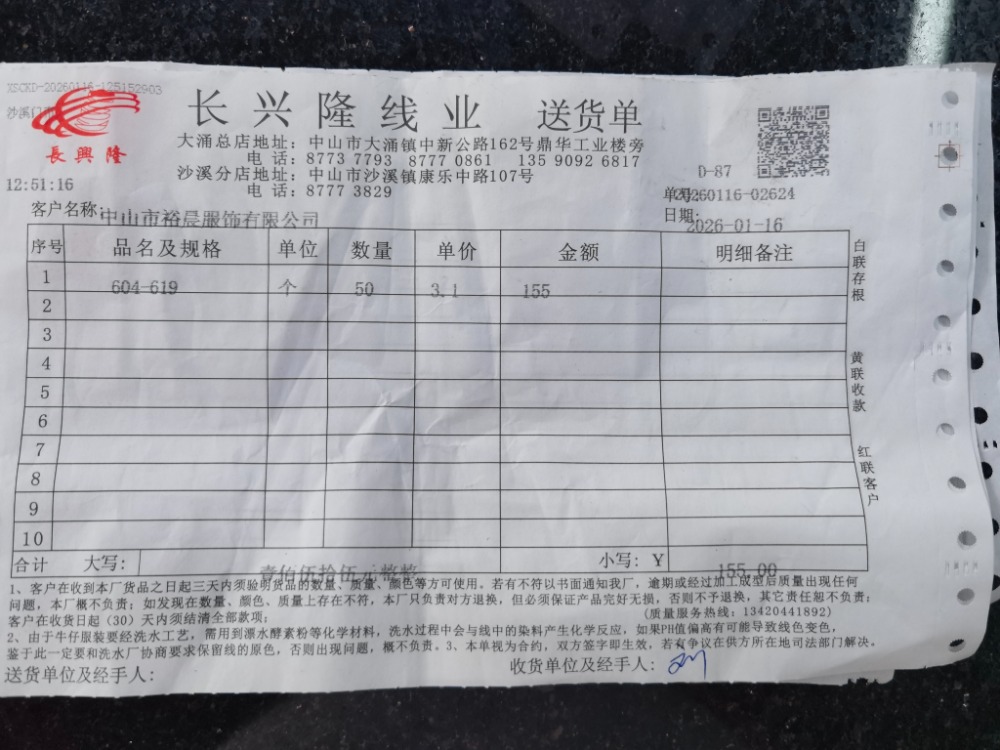 XSCKD-20260116-125152903
長興隆
长兴隆线业 送货单
大涌总店地址：中山市大涌镇中新公路162号鼎华工业楼旁
电话：8773 7793 8777 0861 135 9092 6817
沙溪分店地址：中山市沙溪镇康乐中路107号
电话：8777 3829
D-87
12:51:16
单号:20260116-02624
客户名称:中山市裕晨服饰有限公司
日期:2026-01-16
序号 品名及规格 单位 数量 单价 金额 明细备注
1 604-619 个 50 3.1 155
2
3
4
5
6
7
8
9
10
合计 大写： 壹佰伍拾伍元整 小写：￥ 155.00
白联存根
黄联收款
红联客户
1、客户在收到本厂货品之日起三天内须验明货品的数量、质量、颜色等方可使用。若有不符以书面通知我厂，逾期或经过加工成型后质量出现任何
问题，本厂概不负责；如发现在数量、颜色、质量上存在不符，本厂只负责对方退换，但必须保证产品完好无损，否则不予退换，其它责任恕不负责；
客户在收货日起(30）天内须结清全部款项； (质量服务热线：13420441892)
2、由于牛仔服装要经洗水工艺，需用到漂水酵素粉等化学材料，洗水过程中会与线中的染料产生化学反应，如果PH值偏高有可能导致线色变色，
鉴于此一定要和洗水厂协商要求保留线的原色，否则出现问题，概不负责。3、本单视为合约，双方签字即生效，若有争议在供方所在地司法部门解决。
送货单位及经手人： 收货单位及经手人：